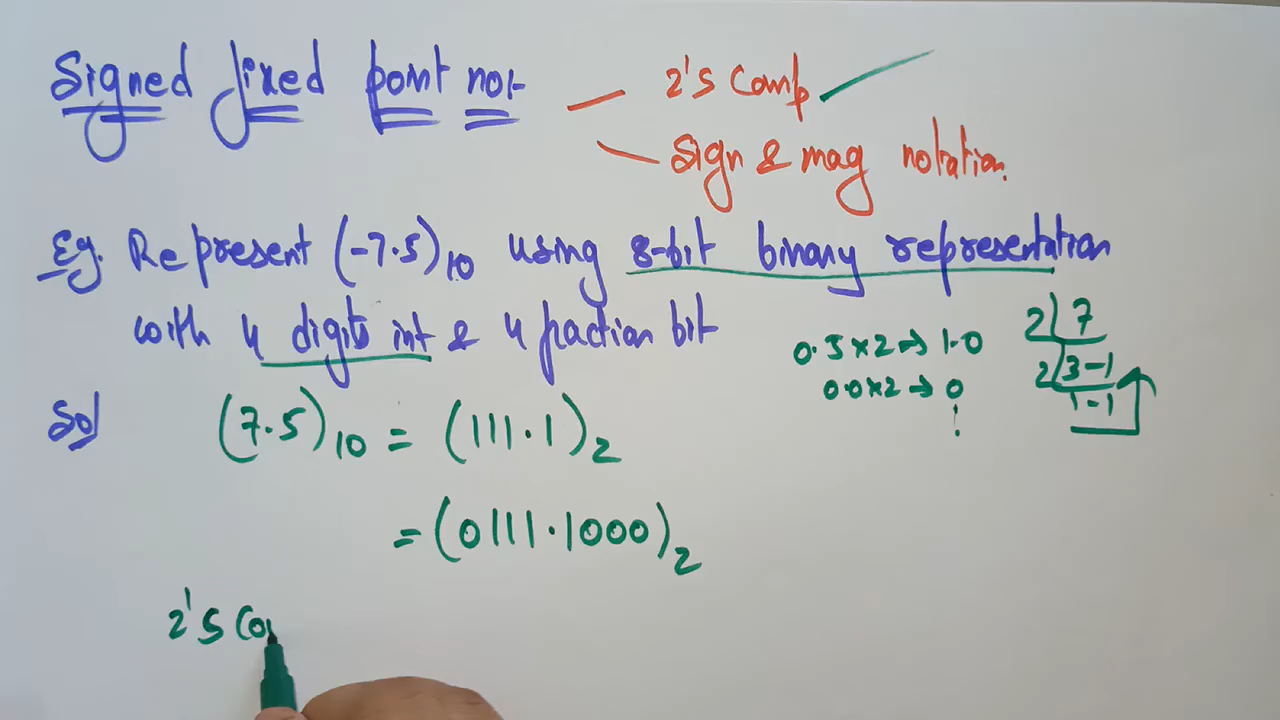 Signed fixed point not-
2's Comp
Sign & mag notation.
Eg. Represent (-7.5)10 using 8-bit binary representation
with 4 digits int & 4 fraction bit
0.5×2→1.0
0.0×2→0
2 7
2 3-1
1-1
Sol (7.5)10 = (111.1)2
= (0111.1000)2
2's Co